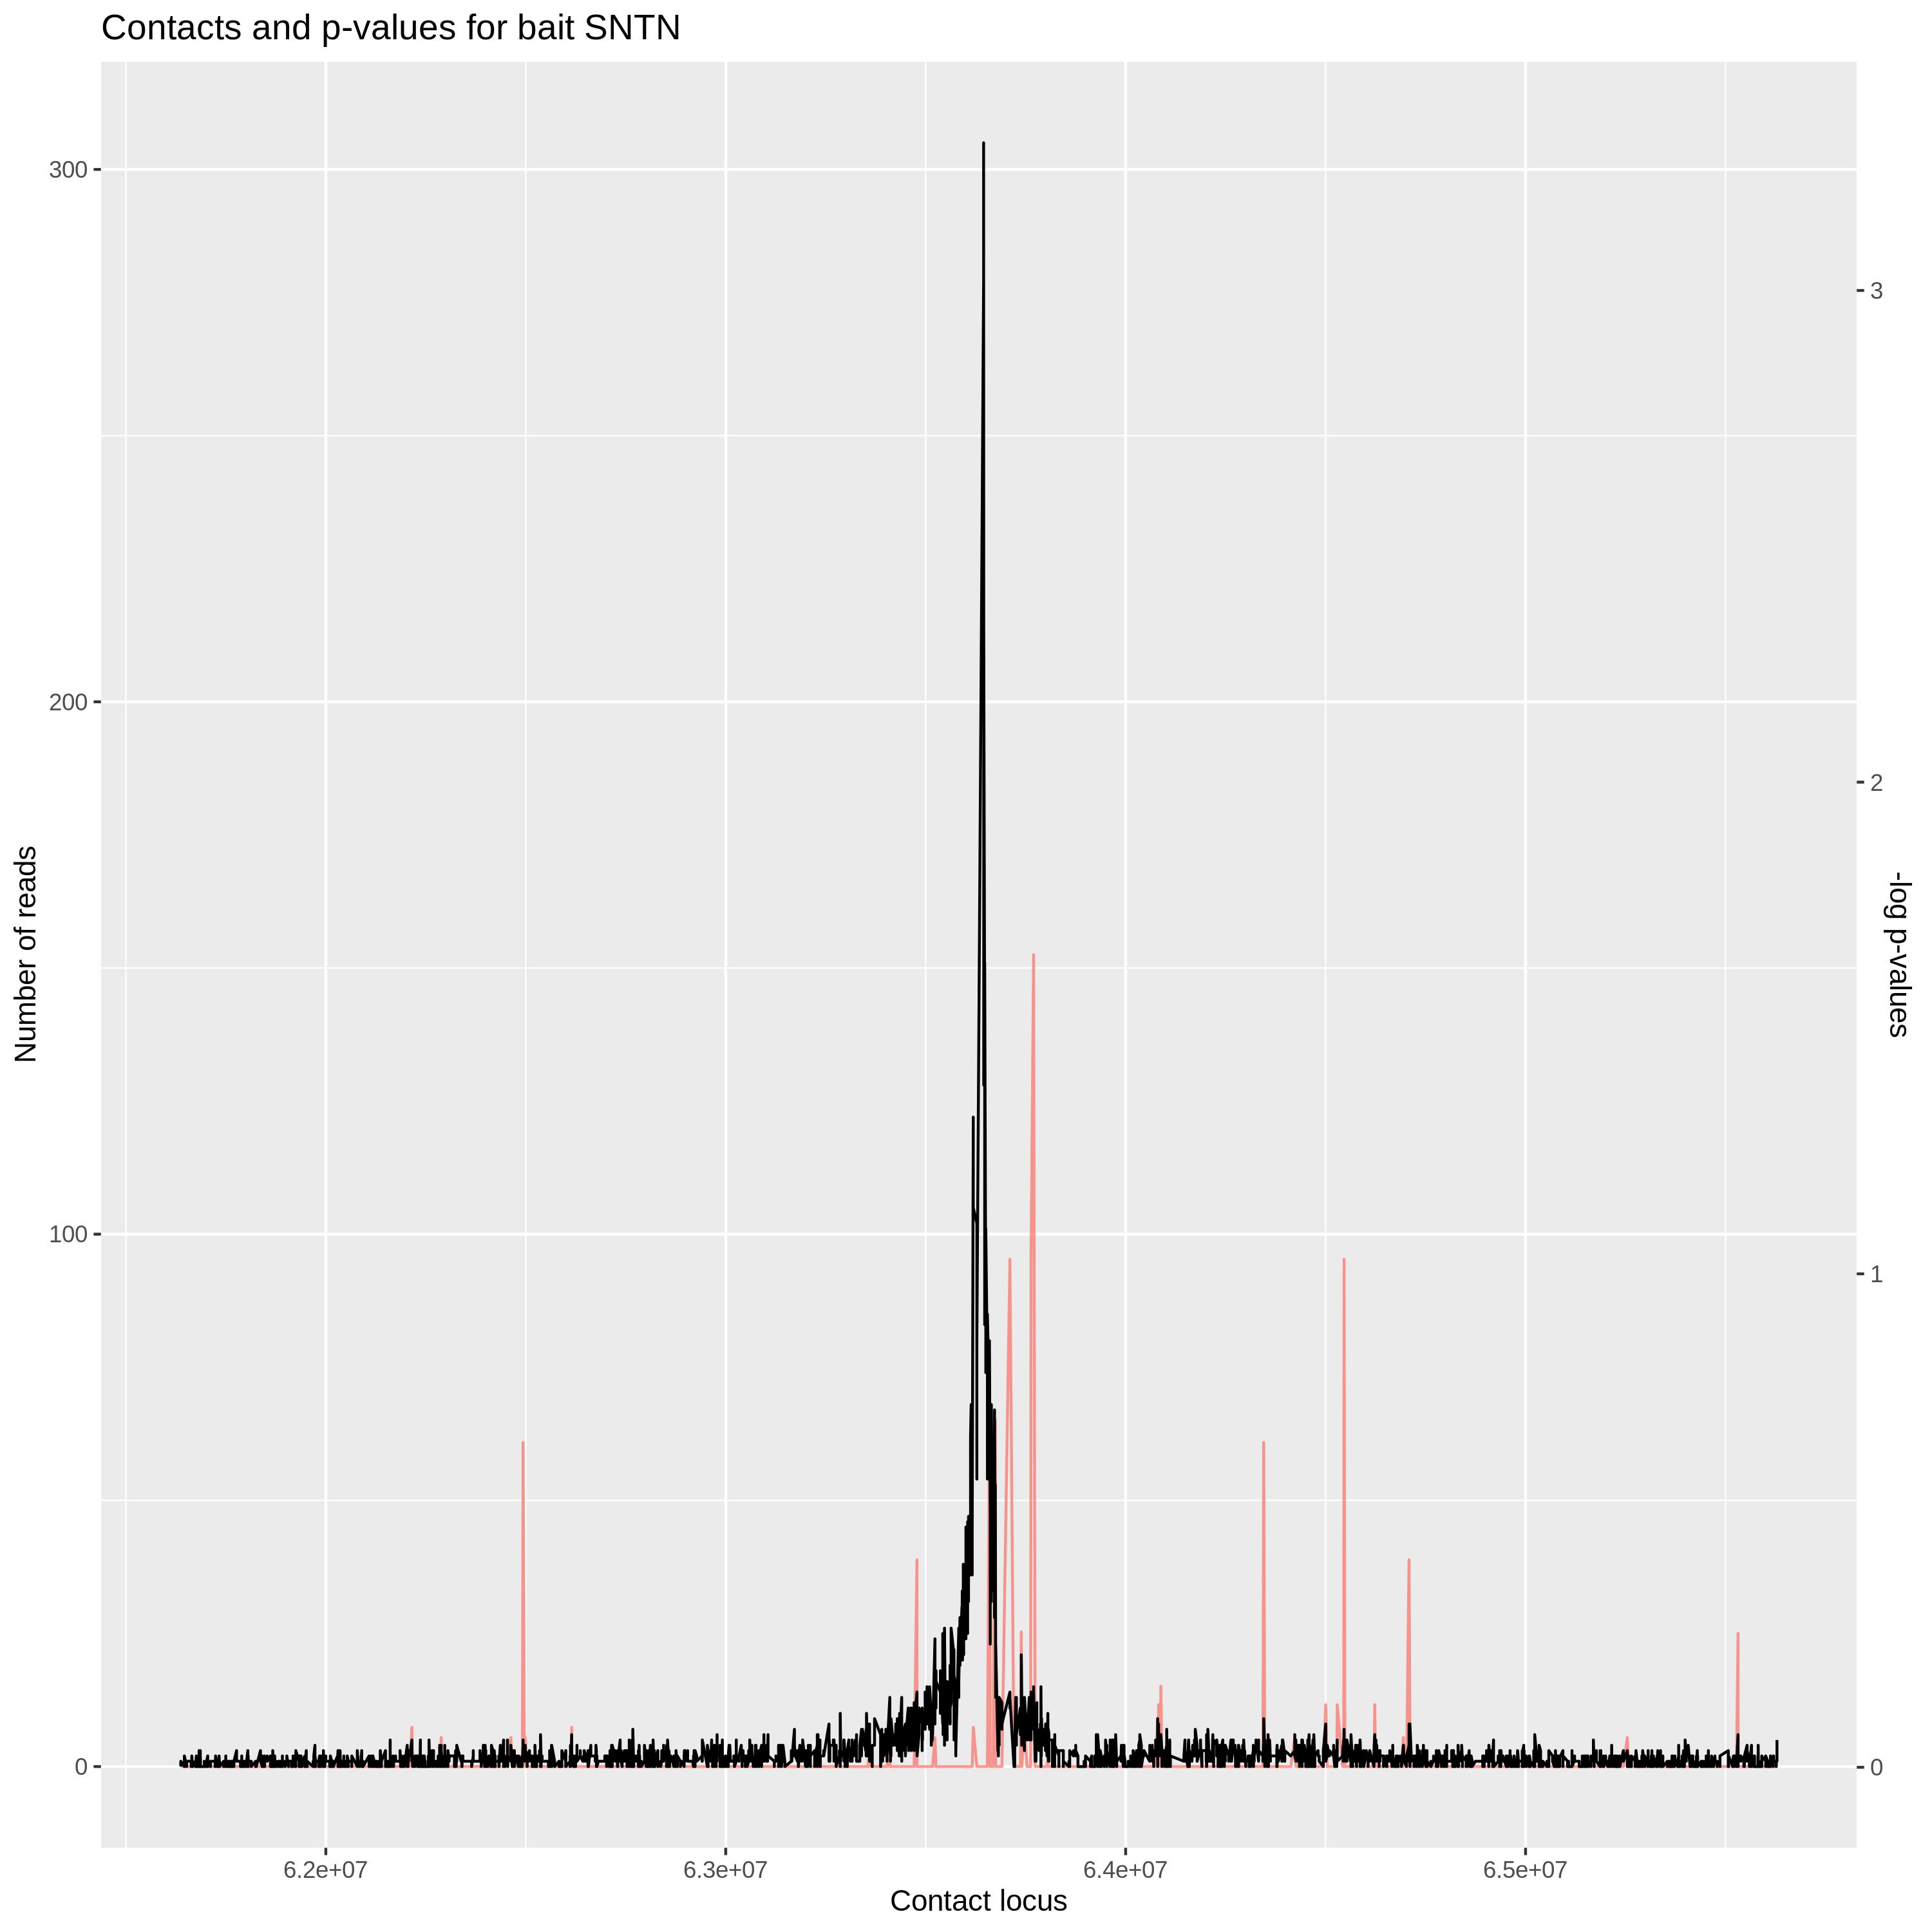 Contacts and p-values for bait SNTN
300
200
100
0
Number of reads
3
2
1
0
-log p-values
6.2e+07
6.3e+07
6.4e+07
6.5e+07
Contact locus